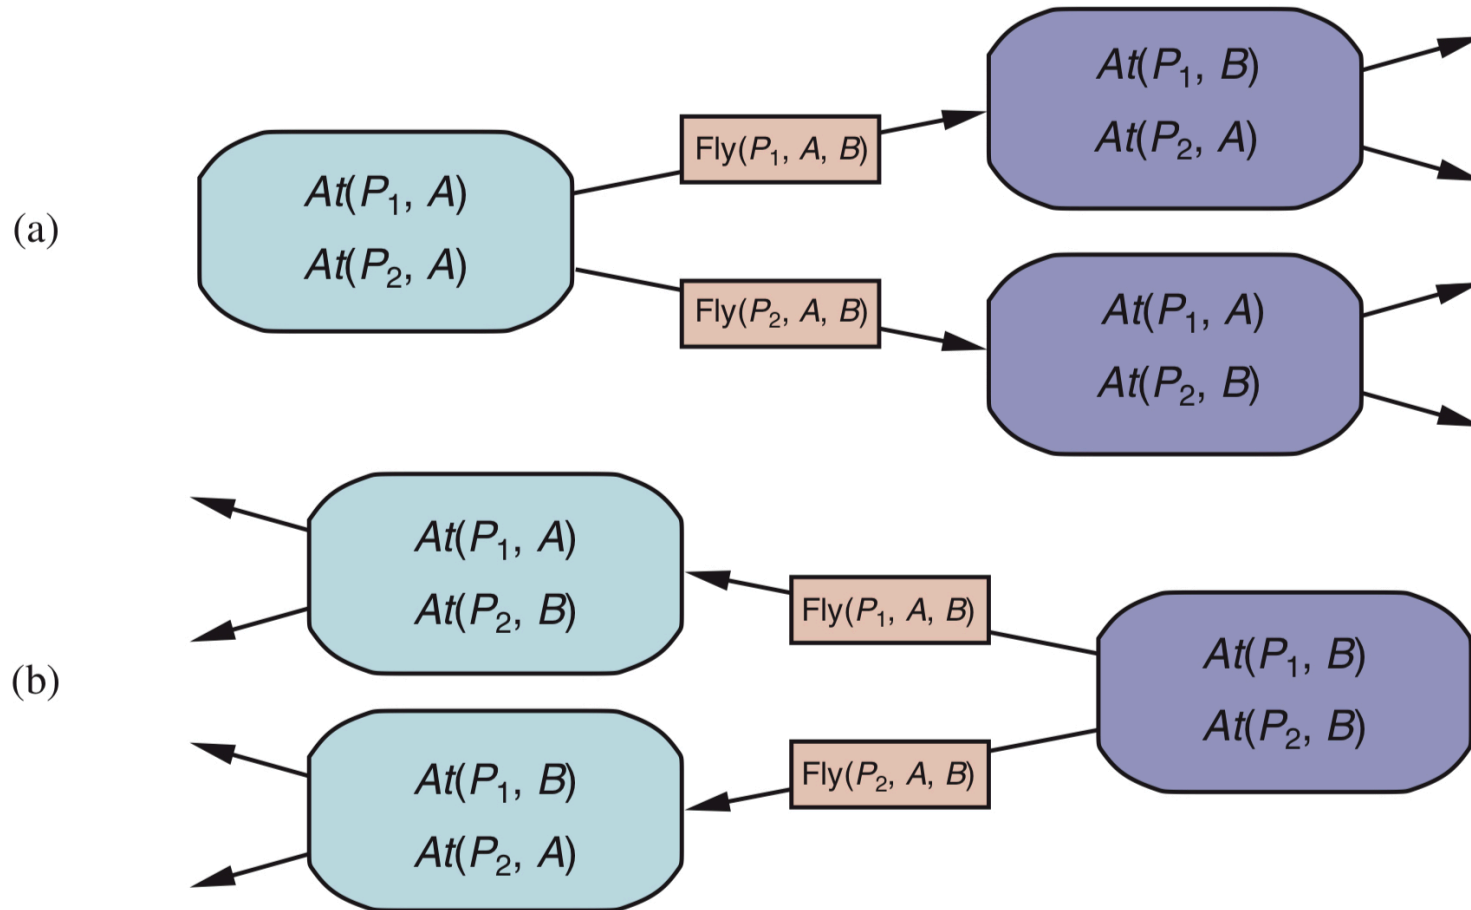 (a)
At(P₁, A)
At(P₂, A)
Fly(P₁, A, B)
Fly(P₂, A, B)
At(P₁, B)
At(P₂, A)
At(P₁, A)
At(P₂, B)
(b)
At(P₁, A)
At(P₂, B)
At(P₁, B)
At(P₂, A)
Fly(P₁, A, B)
Fly(P₂, A, B)
At(P₁, B)
At(P₂, B)